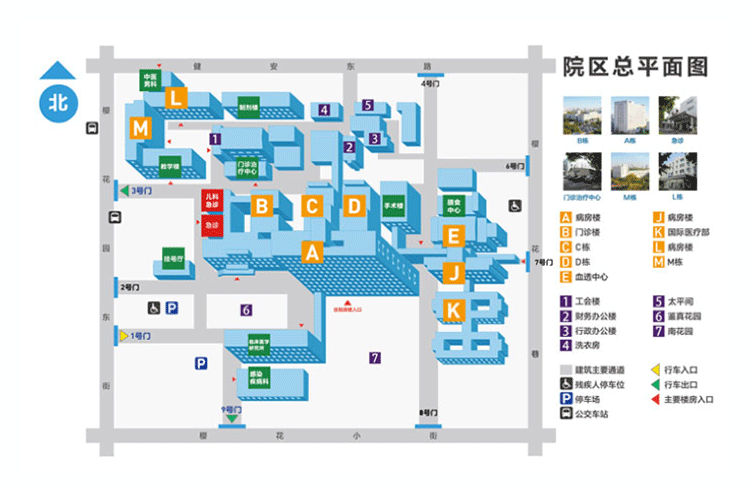 院区总平面图
北
健安东路
4号门
中医
男科
L
制剂楼
4
5
M
1
2
3
樱花园东街
樱花巷
教学楼
门诊治
疗中心
6号门
3号门
儿科
急诊
急诊
B
C
D
手术楼
膳食
中心
E
A
挂号厅
7号门
J
2号门
6
K
1号门
临床医学
研究所
7
感染
疾病科
9号门
8号门
樱花小街
B栋
A栋
急诊
门诊治疗中心
M栋
L栋
A 病房楼
J 病房楼
B 门诊楼
K 国际医疗部
C C栋
L 病房楼
D D栋
M M栋
E 血透中心
1 工会楼
5 太平间
2 财务办公楼
6 鉴真花园
3 行政办公楼
7 南花园
4 洗衣房
建筑主要通道
行车入口
残疾人停车位
行车出口
P 停车场
主要楼房入口
公交车站